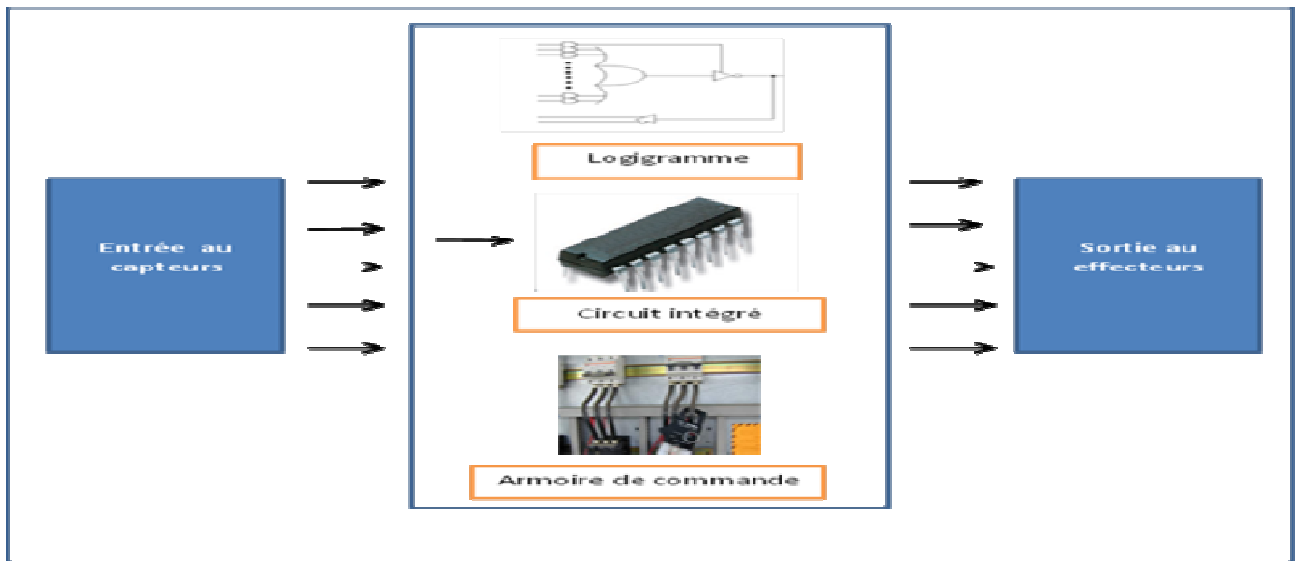 Logigramme
Entrée au
capteurs
Circuit intégré
Armoire de commande
Sortie au
effecteurs